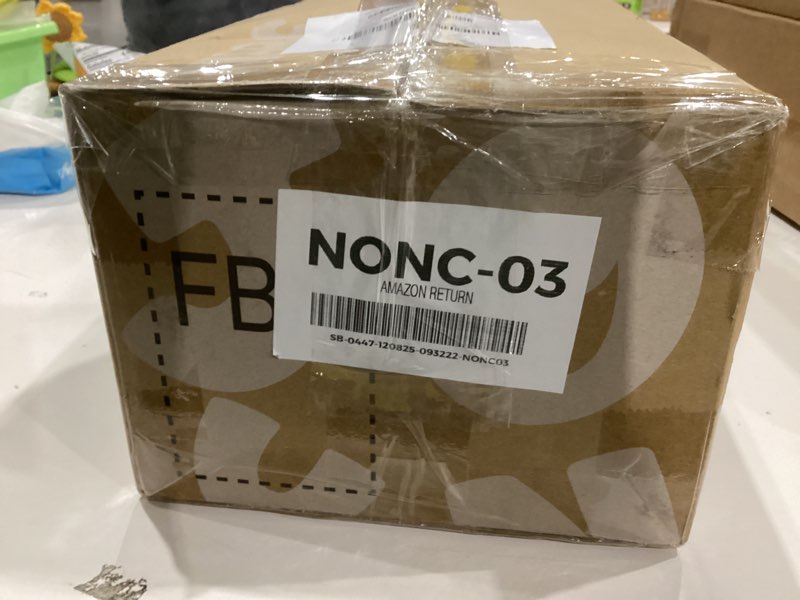 FB
NONC-03
AMAZON RETURN
SB-0447-120825-093222-NONC03